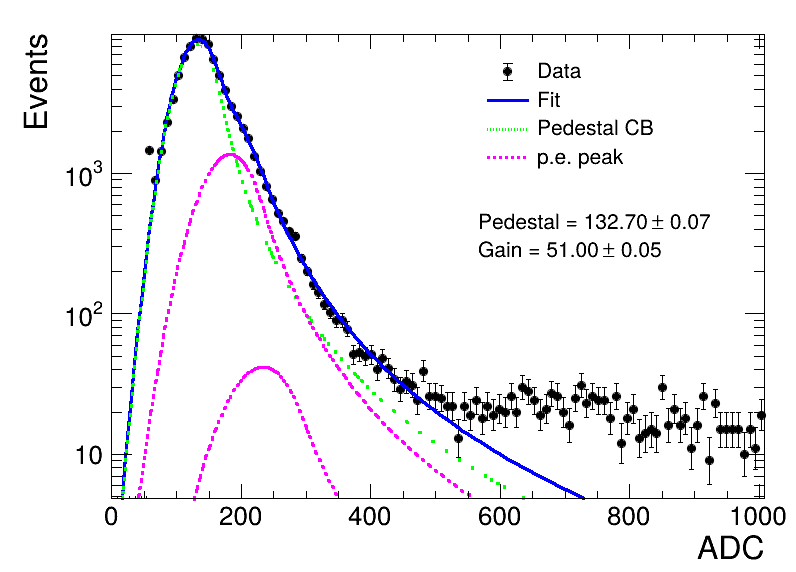 Events
Data
Fit
Pedestal CB
p.e. peak
Pedestal = 132.70 ± 0.07
Gain = 51.00 ± 0.05
10³
10²
10
0 200 400 600 800 1000
ADC